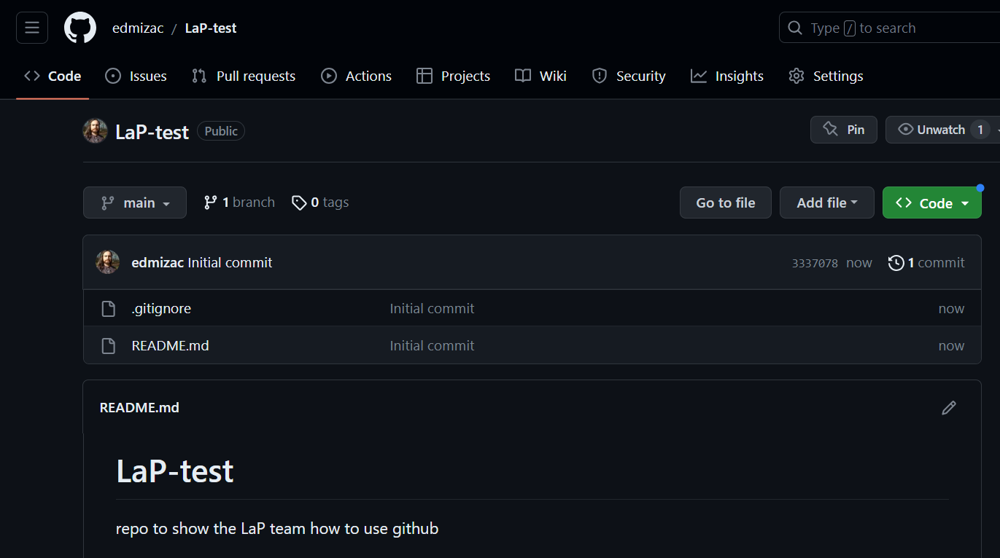 edmizac / LaP-test
Type / to search
Code Issues Pull requests Actions Projects Wiki Security Insights Settings
LaP-test Public
Pin Unwatch 1
main 1 branch 0 tags
Go to file Add file Code
edmizac Initial commit 3337078 now 1 commit
.gitignore Initial commit now
README.md Initial commit now
README.md
LaP-test
repo to show the LaP team how to use github